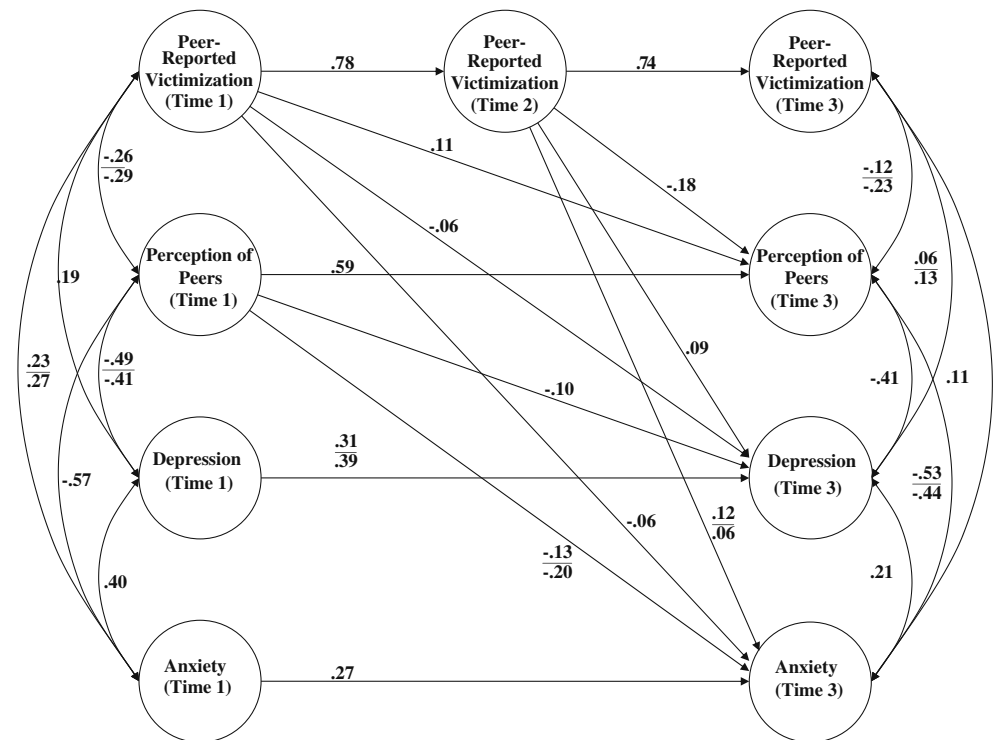 Peer-
Reported
Victimization
(Time 1)
.78
Peer-
Reported
Victimization
(Time 2)
.74
Peer-
Reported
Victimization
(Time 3)
-.26
-.29
.11
-.18
-.12
-.23
-.06
Perception of
Peers
(Time 1)
.59
Perception of
Peers
(Time 3)
.19
.06
.13
.23
.27
-.49
-.41
.09
-.10
-.41
.11
Depression
(Time 1)
.31
.39
Depression
(Time 3)
-.57
-.53
-.44
-.06
.12
.06
-.13
-.20
.40
.21
Anxiety
(Time 1)
.27
Anxiety
(Time 3)